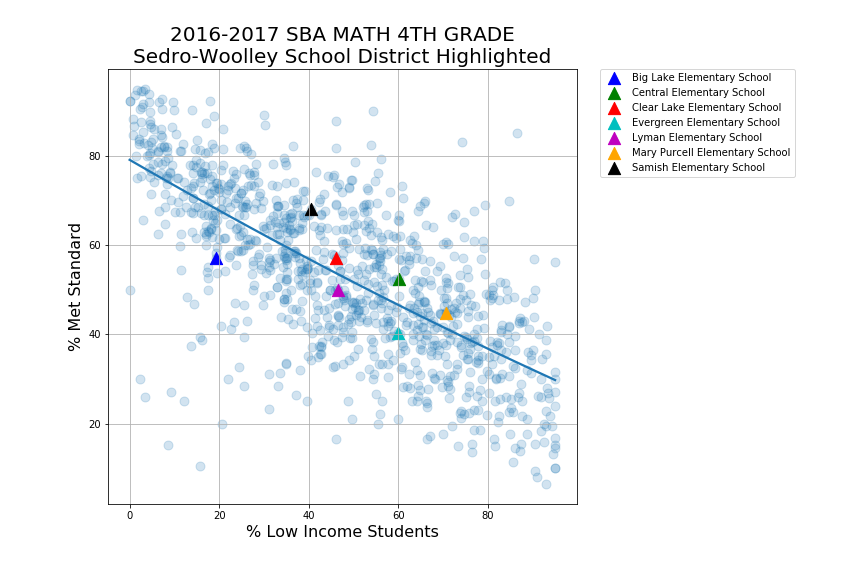 2016-2017 SBA MATH 4TH GRADE
Sedro-Woolley School District Highlighted
Big Lake Elementary School
Central Elementary School
Clear Lake Elementary School
Evergreen Elementary School
Lyman Elementary School
Mary Purcell Elementary School
Samish Elementary School
% Met Standard
80
60
40
20
0
20
40
60
80
% Low Income Students